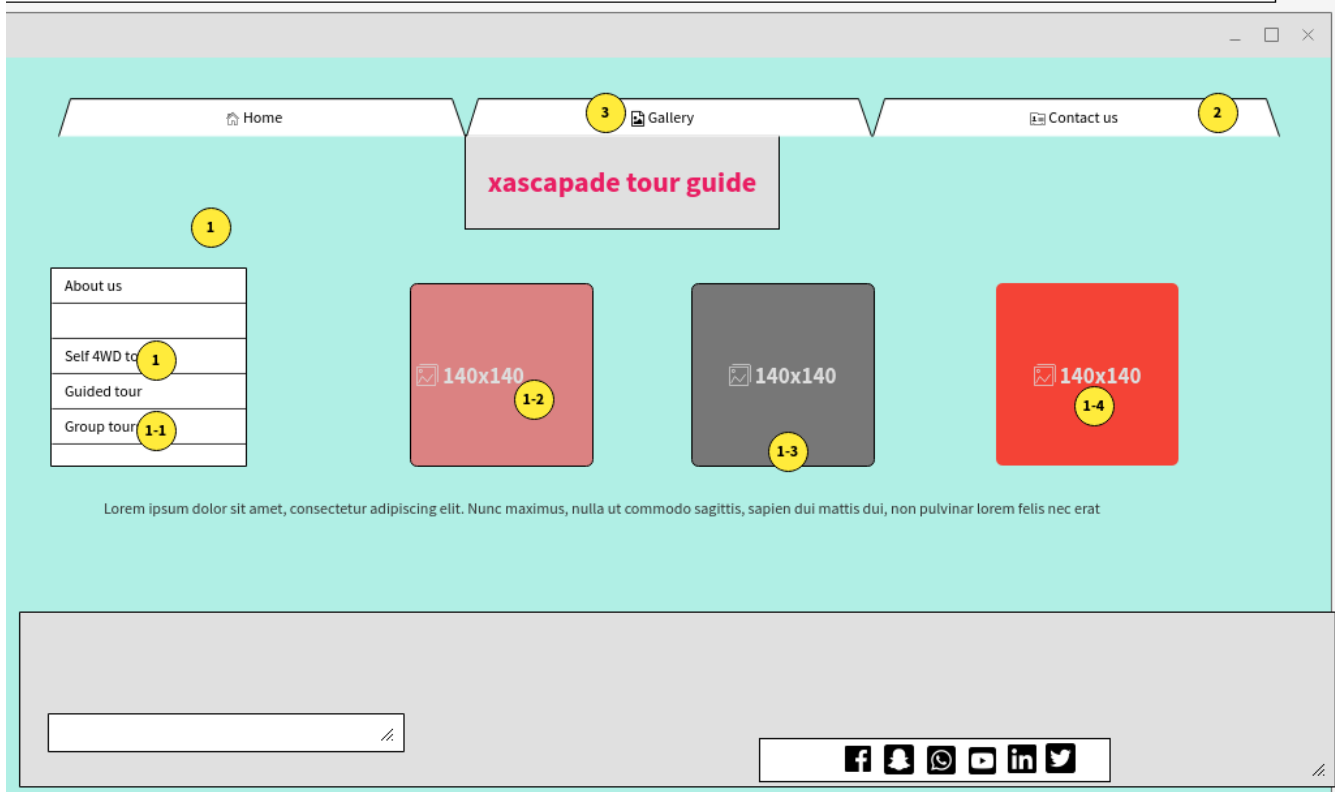 Home
3
Gallery
Contact us
2
xascapade tour guide
1
About us
Self 4WD
1
Guided tour
Group tour
1-1
140x140
1-2
140x140
1-3
140x140
1-4
Lorem ipsum dolor sit amet, consectetur adipiscing elit. Nunc maximus, nulla ut commodo sagittis, sapien dui mattis dui, non pulvinar lorem felis nec erat